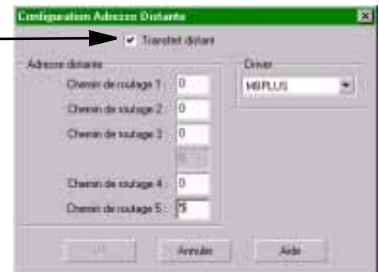 Configuration Adresse Distante
Transfert distant
Adresse distante
Driver
Chemin de routage 1 : 0
MBPLUS
Chemin de routage 2 : 0
Chemin de routage 3 : 0
Chemin de routage 4 : 0
Chemin de routage 5 : 5
Annuler
Aide